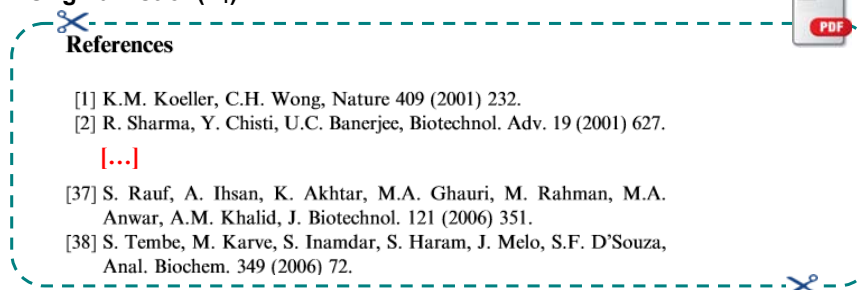 PDF
References
[1] K.M. Koeller, C.H. Wong, Nature 409 (2001) 232.
[2] R. Sharma, Y. Chisti, U.C. Banerjee, Biotechnol. Adv. 19 (2001) 627.
[...]
[37] S. Rauf, A. Ihsan, K. Akhtar, M.A. Ghauri, M. Rahman, M.A.
Anwar, A.M. Khalid, J. Biotechnol. 121 (2006) 351.
[38] S. Tembe, M. Karve, S. Inamdar, S. Haram, J. Melo, S.F. D'Souza,
Anal. Biochem. 349 (2006) 72.